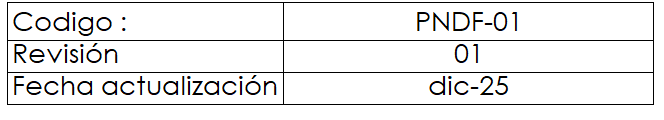 Codigo : PNDF-01
Revisión 01
Fecha actualización dic-25